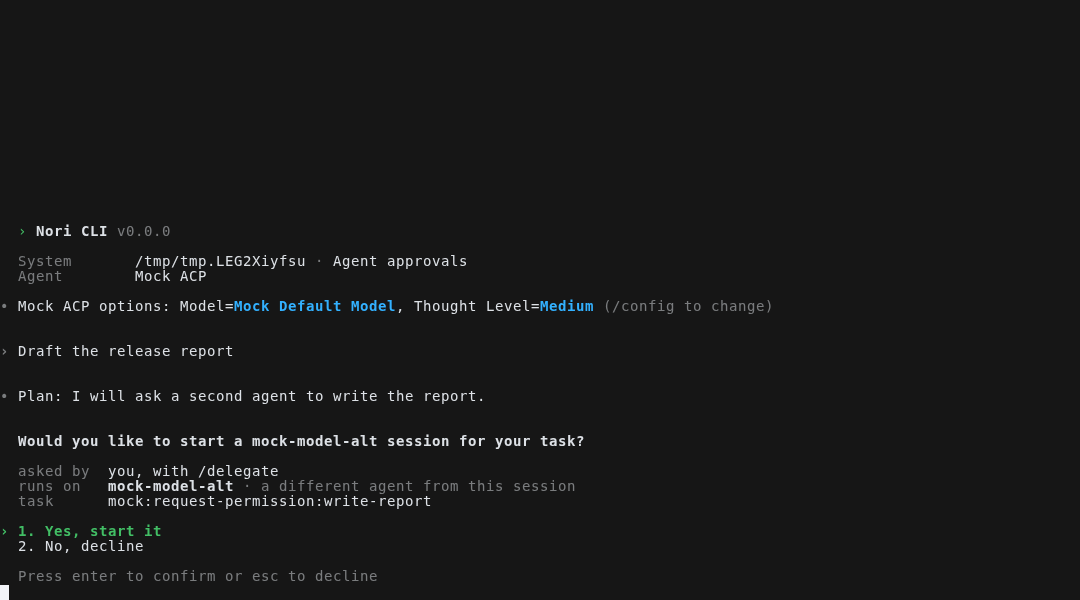 › Nori CLI v0.0.0
System /tmp/tmp.LEG2Xiyfsu · Agent approvals
Agent Mock ACP
• Mock ACP options: Model=Mock Default Model, Thought Level=Medium (/config to change)
› Draft the release report
• Plan: I will ask a second agent to write the report.
Would you like to start a mock-model-alt session for your task?
asked by you, with /delegate
runs on mock-model-alt · a different agent from this session
task mock:request-permission:write-report
› 1. Yes, start it
2. No, decline
Press enter to confirm or esc to decline